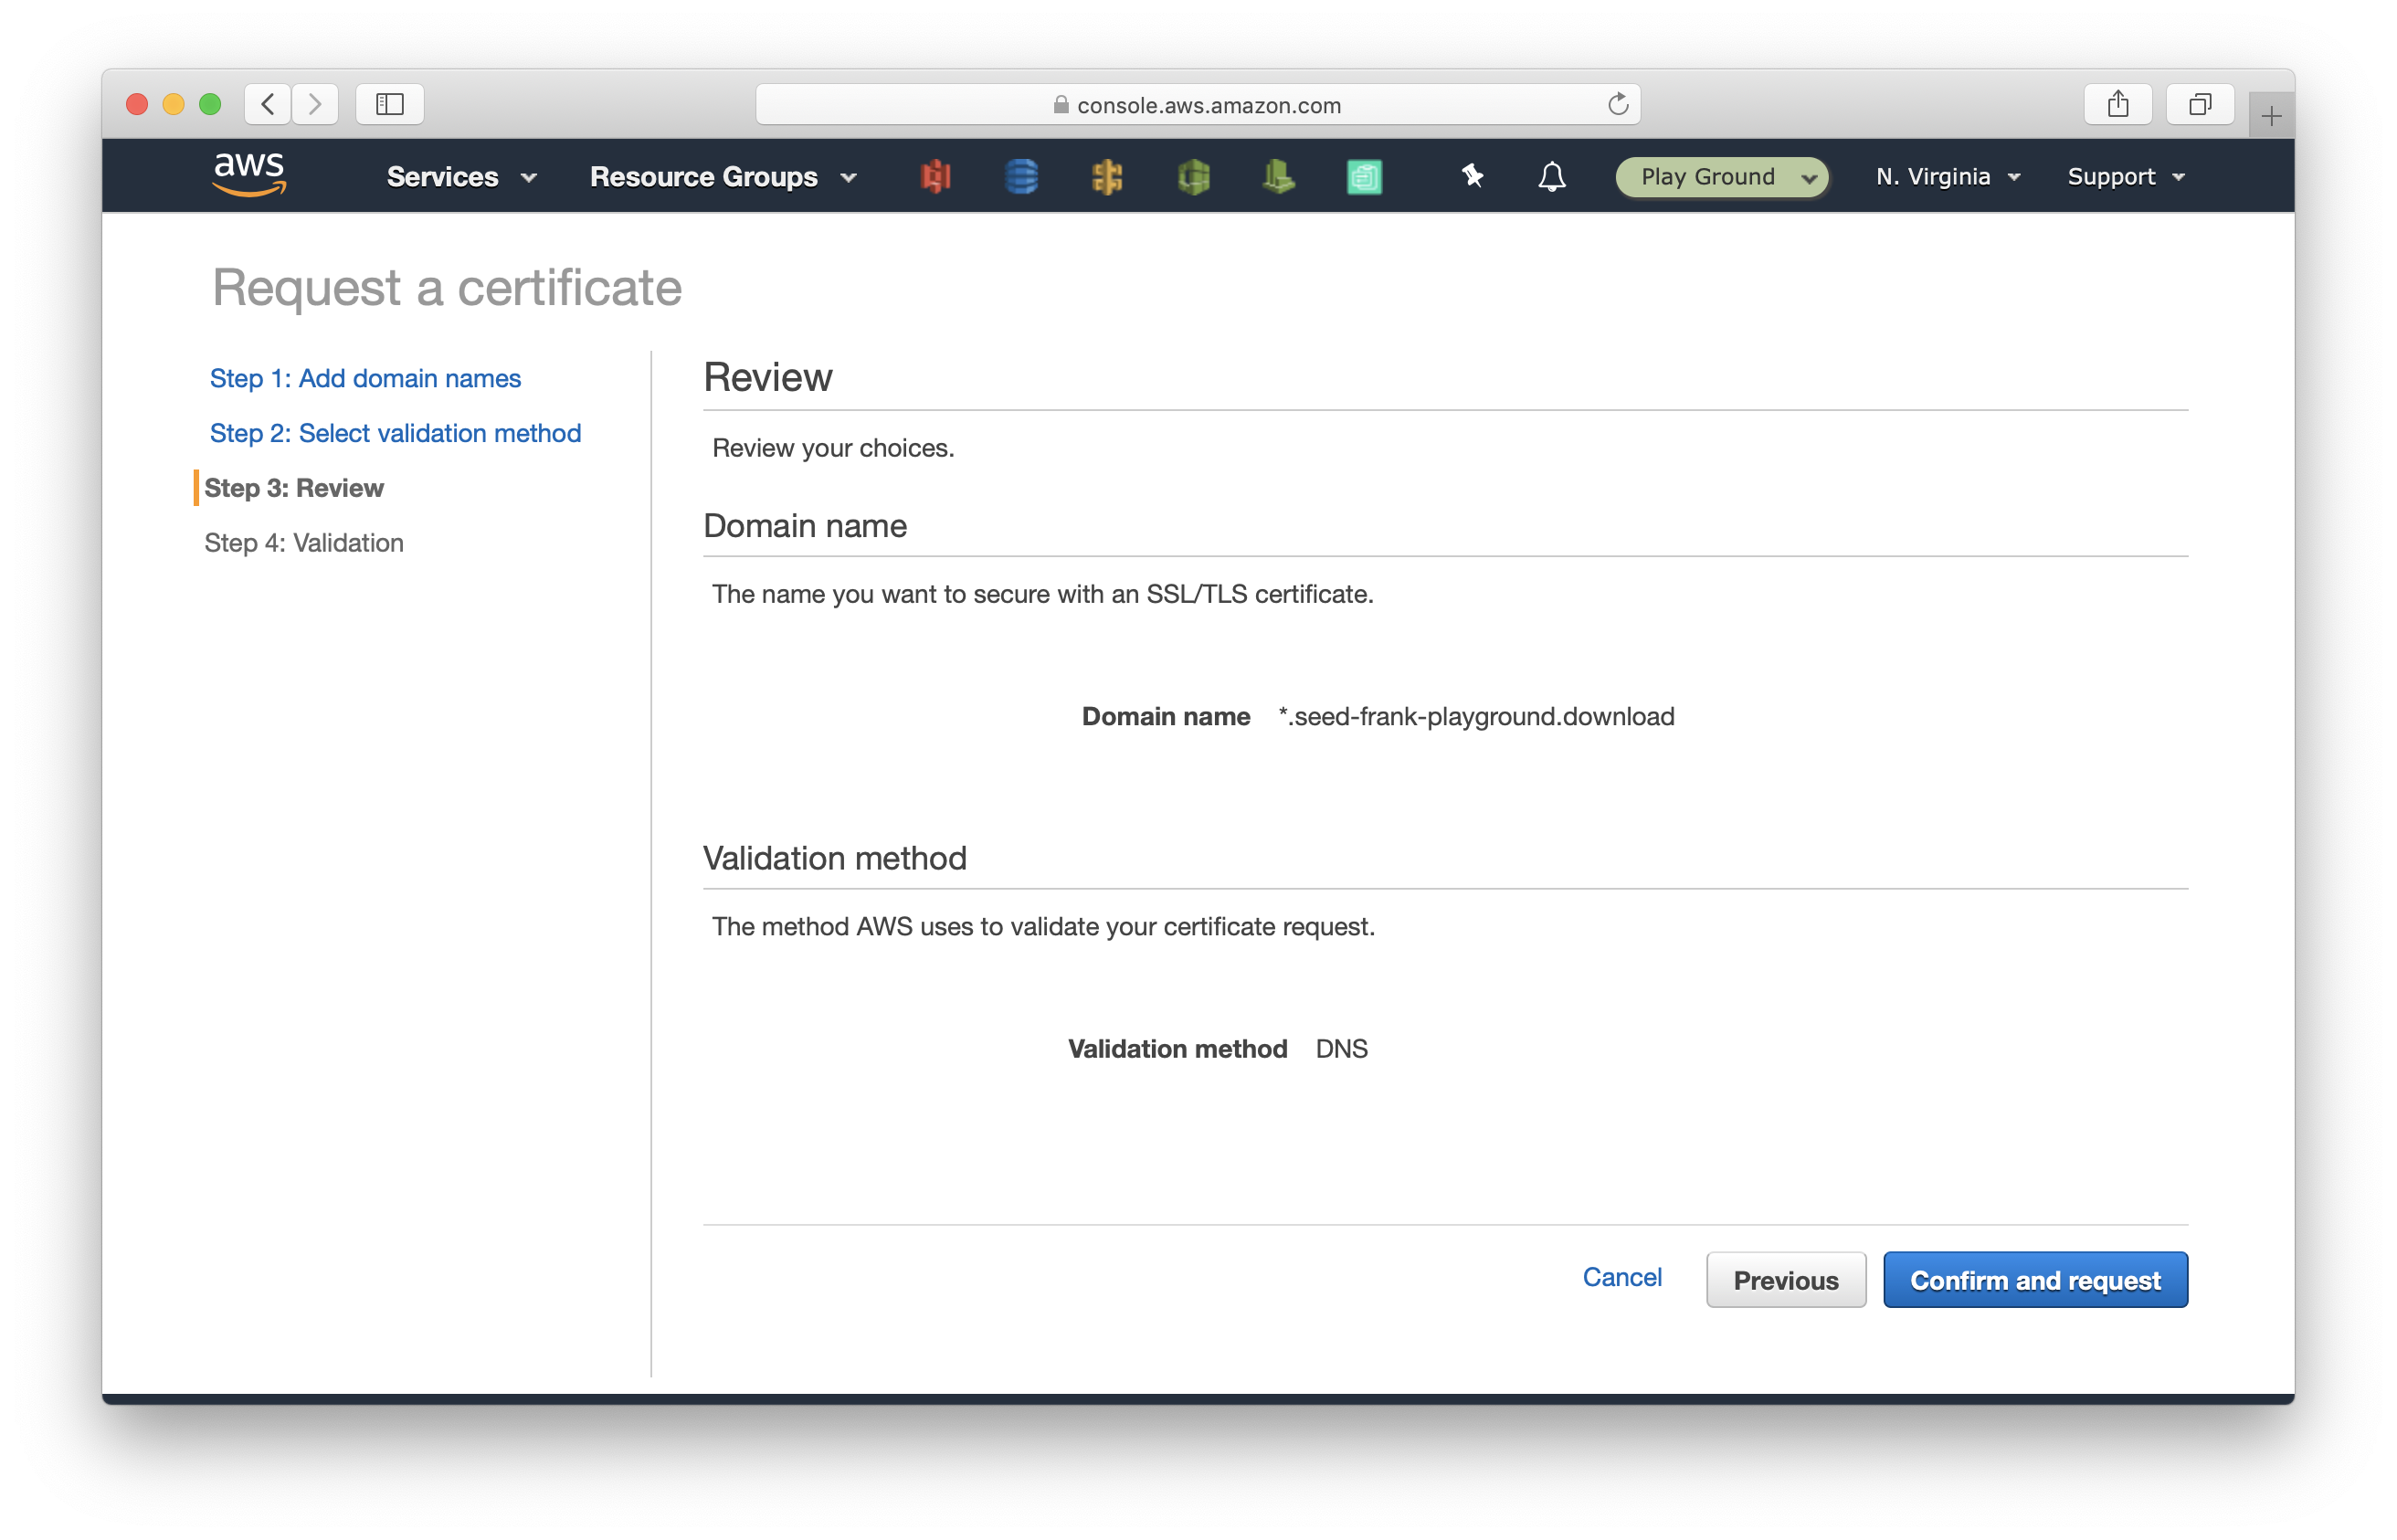 console.aws.amazon.com
aws Services Resource Groups Play Ground N. Virginia Support
Request a certificate
Step 1: Add domain names
Step 2: Select validation method
Step 3: Review
Step 4: Validation
Review
Review your choices.
Domain name
The name you want to secure with an SSL/TLS certificate.
Domain name *.seed-frank-playground.download
Validation method
The method AWS uses to validate your certificate request.
Validation method DNS
Cancel Previous Confirm and request